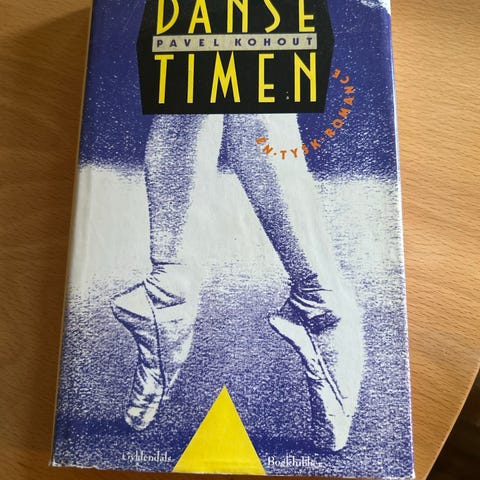 DANSE
PAVEL KOHOUT
TIMEN
EN·TYSK·ROMANCE
Gyldendals Bogklubber